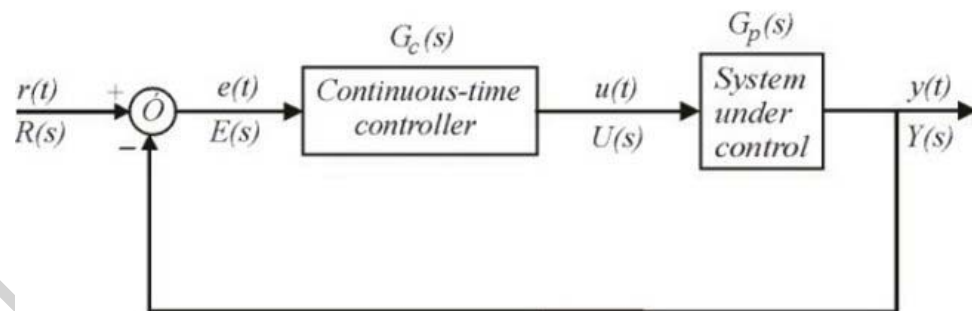 G_c(s)
G_p(s)
r(t)
+
Ó
e(t)
Continuous-time
controller
u(t)
System
under
control
y(t)
R(s)
−
E(s)
U(s)
Y(s)